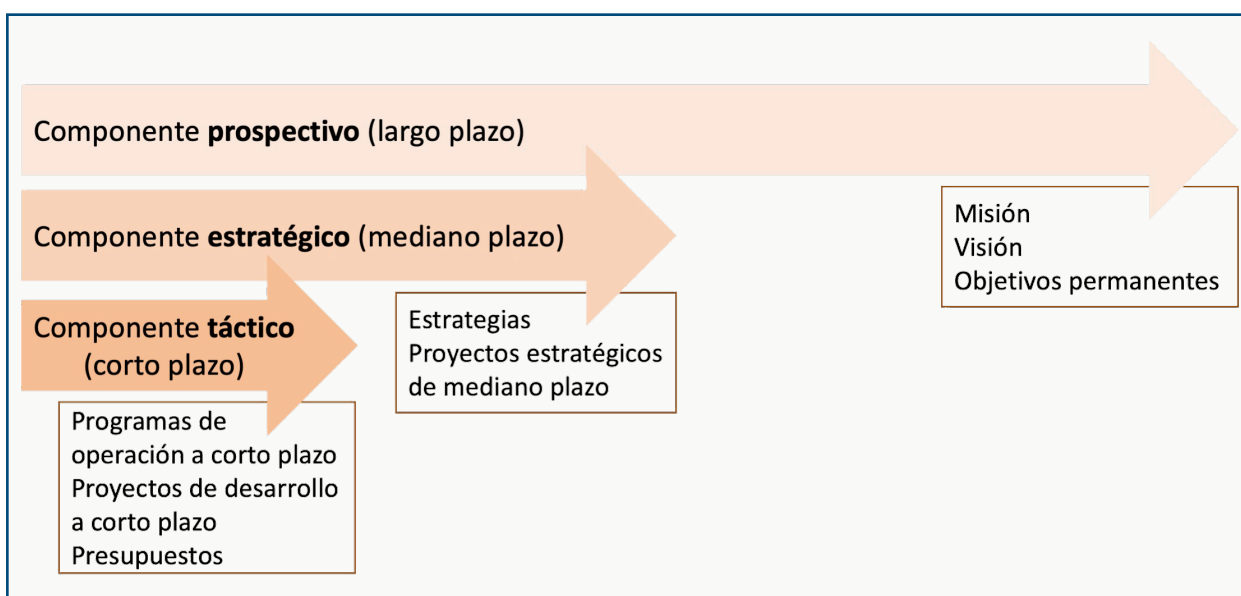 Componente prospectivo (largo plazo)
Componente estratégico (mediano plazo)
Componente táctico
(corto plazo)
Misión
Visión
Objetivos permanentes
Estrategias
Proyectos estratégicos
de mediano plazo
Programas de
operación a corto plazo
Proyectos de desarrollo
a corto plazo
Presupuestos